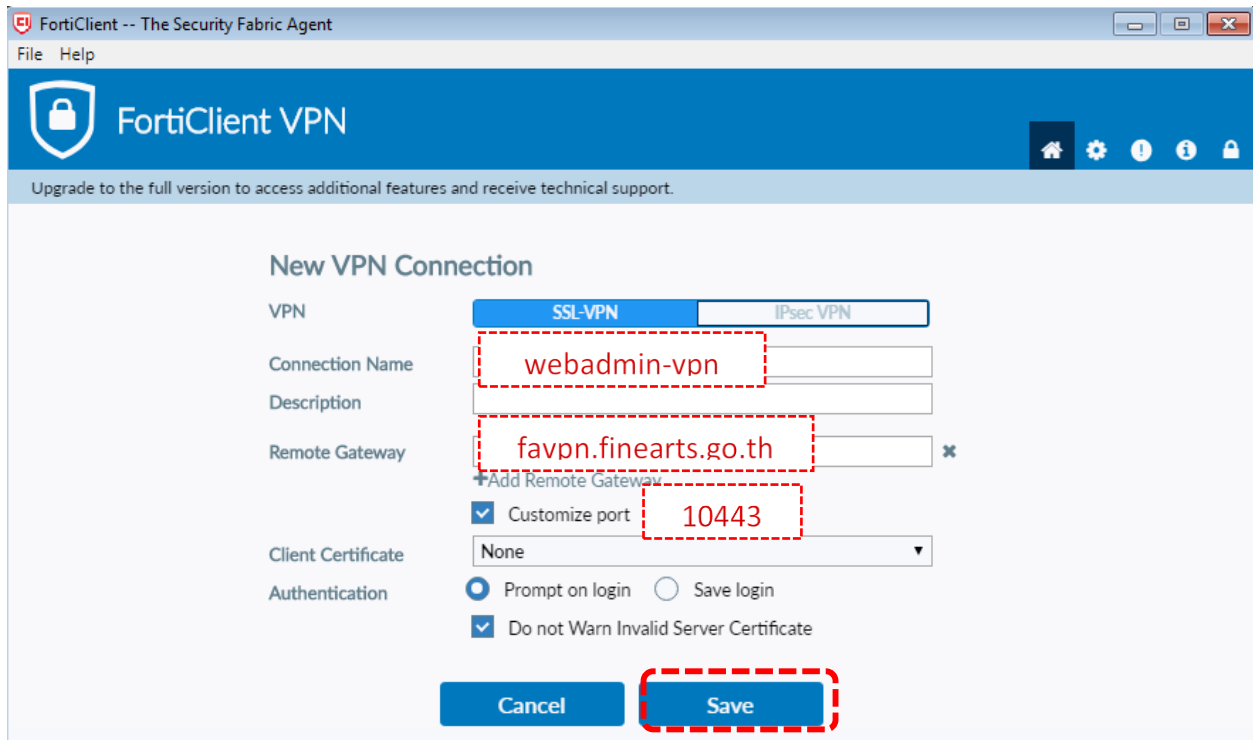 FortiClient -- The Security Fabric Agent
File Help
FortiClient VPN
Upgrade to the full version to access additional features and receive technical support.
New VPN Connection
VPN SSL-VPN IPsec VPN
Connection Name webadmin-vpn
Description
Remote Gateway favpn.finearts.go.th
+Add Remote Gateway
Customize port 10443
Client Certificate None
Authentication Prompt on login Save login
Do not Warn Invalid Server Certificate
Cancel Save